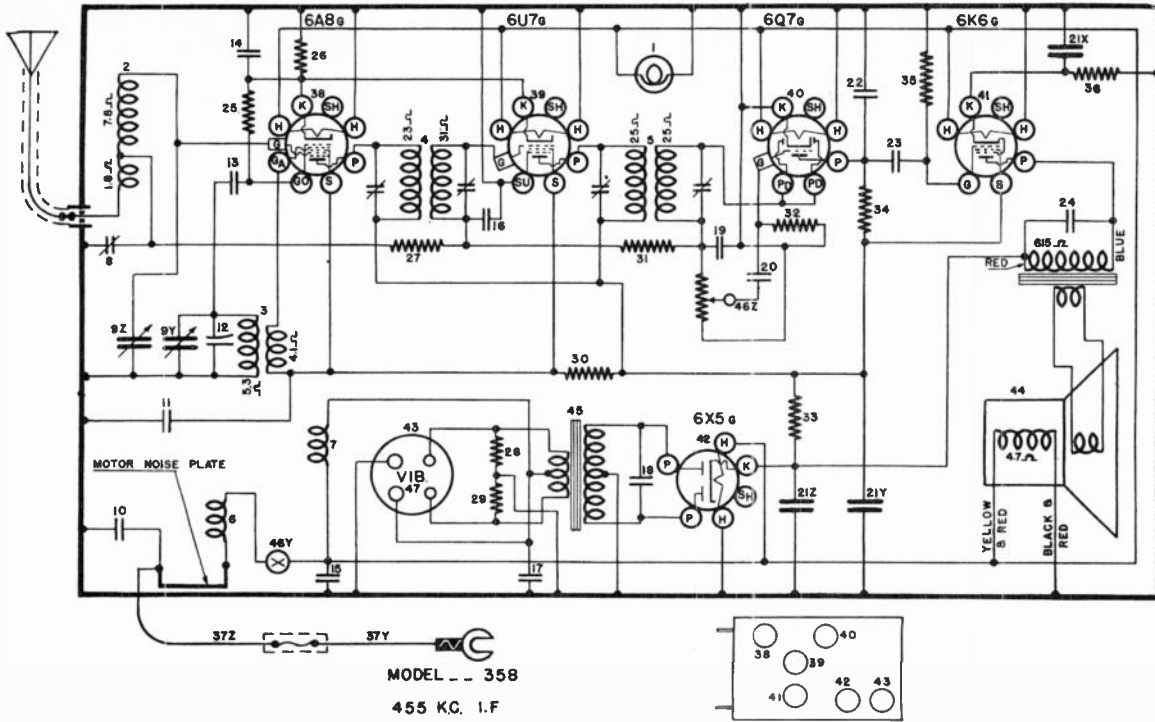 6A8G 6U7G 6Q7G 6K6G
14 26 1 22 35 21X 36
2 25 38 39 40 41
K SH K SH K SH K SH
H H H H H H H H
7.8Ω 1.8Ω 23Ω 4 31Ω 25Ω 5 25Ω
G P G P G P P
GA 13 GO S SU S PD PD 23 G S
16 32 34 24
8 27 31 19 20 46Z
615Ω RED BLUE
9Z 9Y 12 3 4.1Ω 5.3Ω
30
11 7 43 45 6X5G 33 44
VIB. 28 42 H
P K
47 29 18 SH
P H
21Z 21Y 4.7Ω
MOTOR NOISE PLATE
10 6 46Y 15 17
YELLOW & RED
BLACK & RED
37Z 37Y
MODEL__ 358
455 K.C. I.F
38 40
39
41 42 43